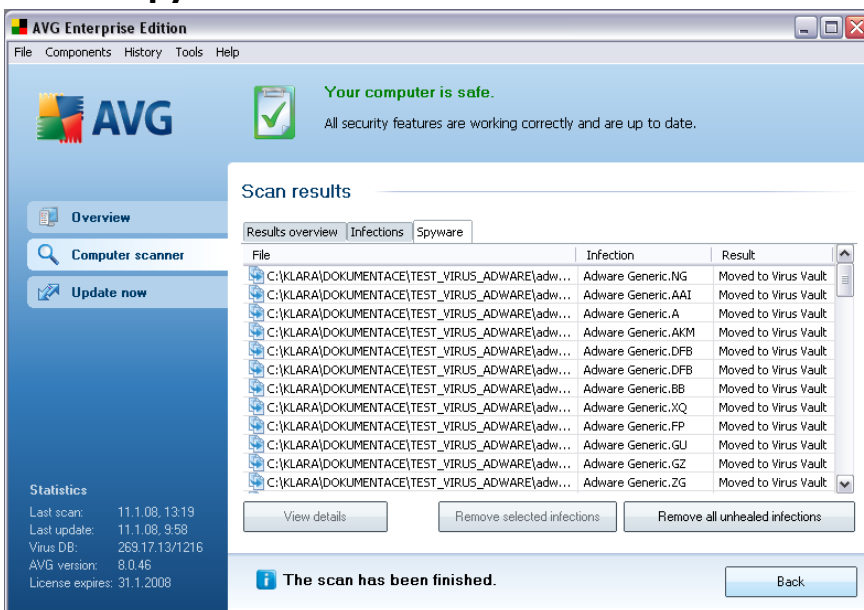 AVG Enterprise Edition
File Components History Tools Help
AVG
Your computer is safe.
All security features are working correctly and are up to date.
Overview
Computer scanner
Update now
Scan results
Results overview Infections Spyware
File Infection Result
C:\KLARA\DOKUMENTACE\TEST_VIRUS_ADWARE\adw... Adware Generic.NG Moved to Virus Vault
C:\KLARA\DOKUMENTACE\TEST_VIRUS_ADWARE\adw... Adware Generic.AAI Moved to Virus Vault
C:\KLARA\DOKUMENTACE\TEST_VIRUS_ADWARE\adw... Adware Generic.A Moved to Virus Vault
C:\KLARA\DOKUMENTACE\TEST_VIRUS_ADWARE\adw... Adware Generic.AKM Moved to Virus Vault
C:\KLARA\DOKUMENTACE\TEST_VIRUS_ADWARE\adw... Adware Generic.DFB Moved to Virus Vault
C:\KLARA\DOKUMENTACE\TEST_VIRUS_ADWARE\adw... Adware Generic.DFB Moved to Virus Vault
C:\KLARA\DOKUMENTACE\TEST_VIRUS_ADWARE\adw... Adware Generic.BB Moved to Virus Vault
C:\KLARA\DOKUMENTACE\TEST_VIRUS_ADWARE\adw... Adware Generic.XQ Moved to Virus Vault
C:\KLARA\DOKUMENTACE\TEST_VIRUS_ADWARE\adw... Adware Generic.FP Moved to Virus Vault
C:\KLARA\DOKUMENTACE\TEST_VIRUS_ADWARE\adw... Adware Generic.GU Moved to Virus Vault
C:\KLARA\DOKUMENTACE\TEST_VIRUS_ADWARE\adw... Adware Generic.GZ Moved to Virus Vault
C:\KLARA\DOKUMENTACE\TEST_VIRUS_ADWARE\adw... Adware Generic.ZG Moved to Virus Vault
View details Remove selected infections Remove all unhealed infections
Statistics
Last scan: 11.1.08, 13:19
Last update: 11.1.08, 9:58
Virus DB: 269.17.13/1216
AVG version: 8.0.46
License expires: 31.1.2008
The scan has been finished.
Back